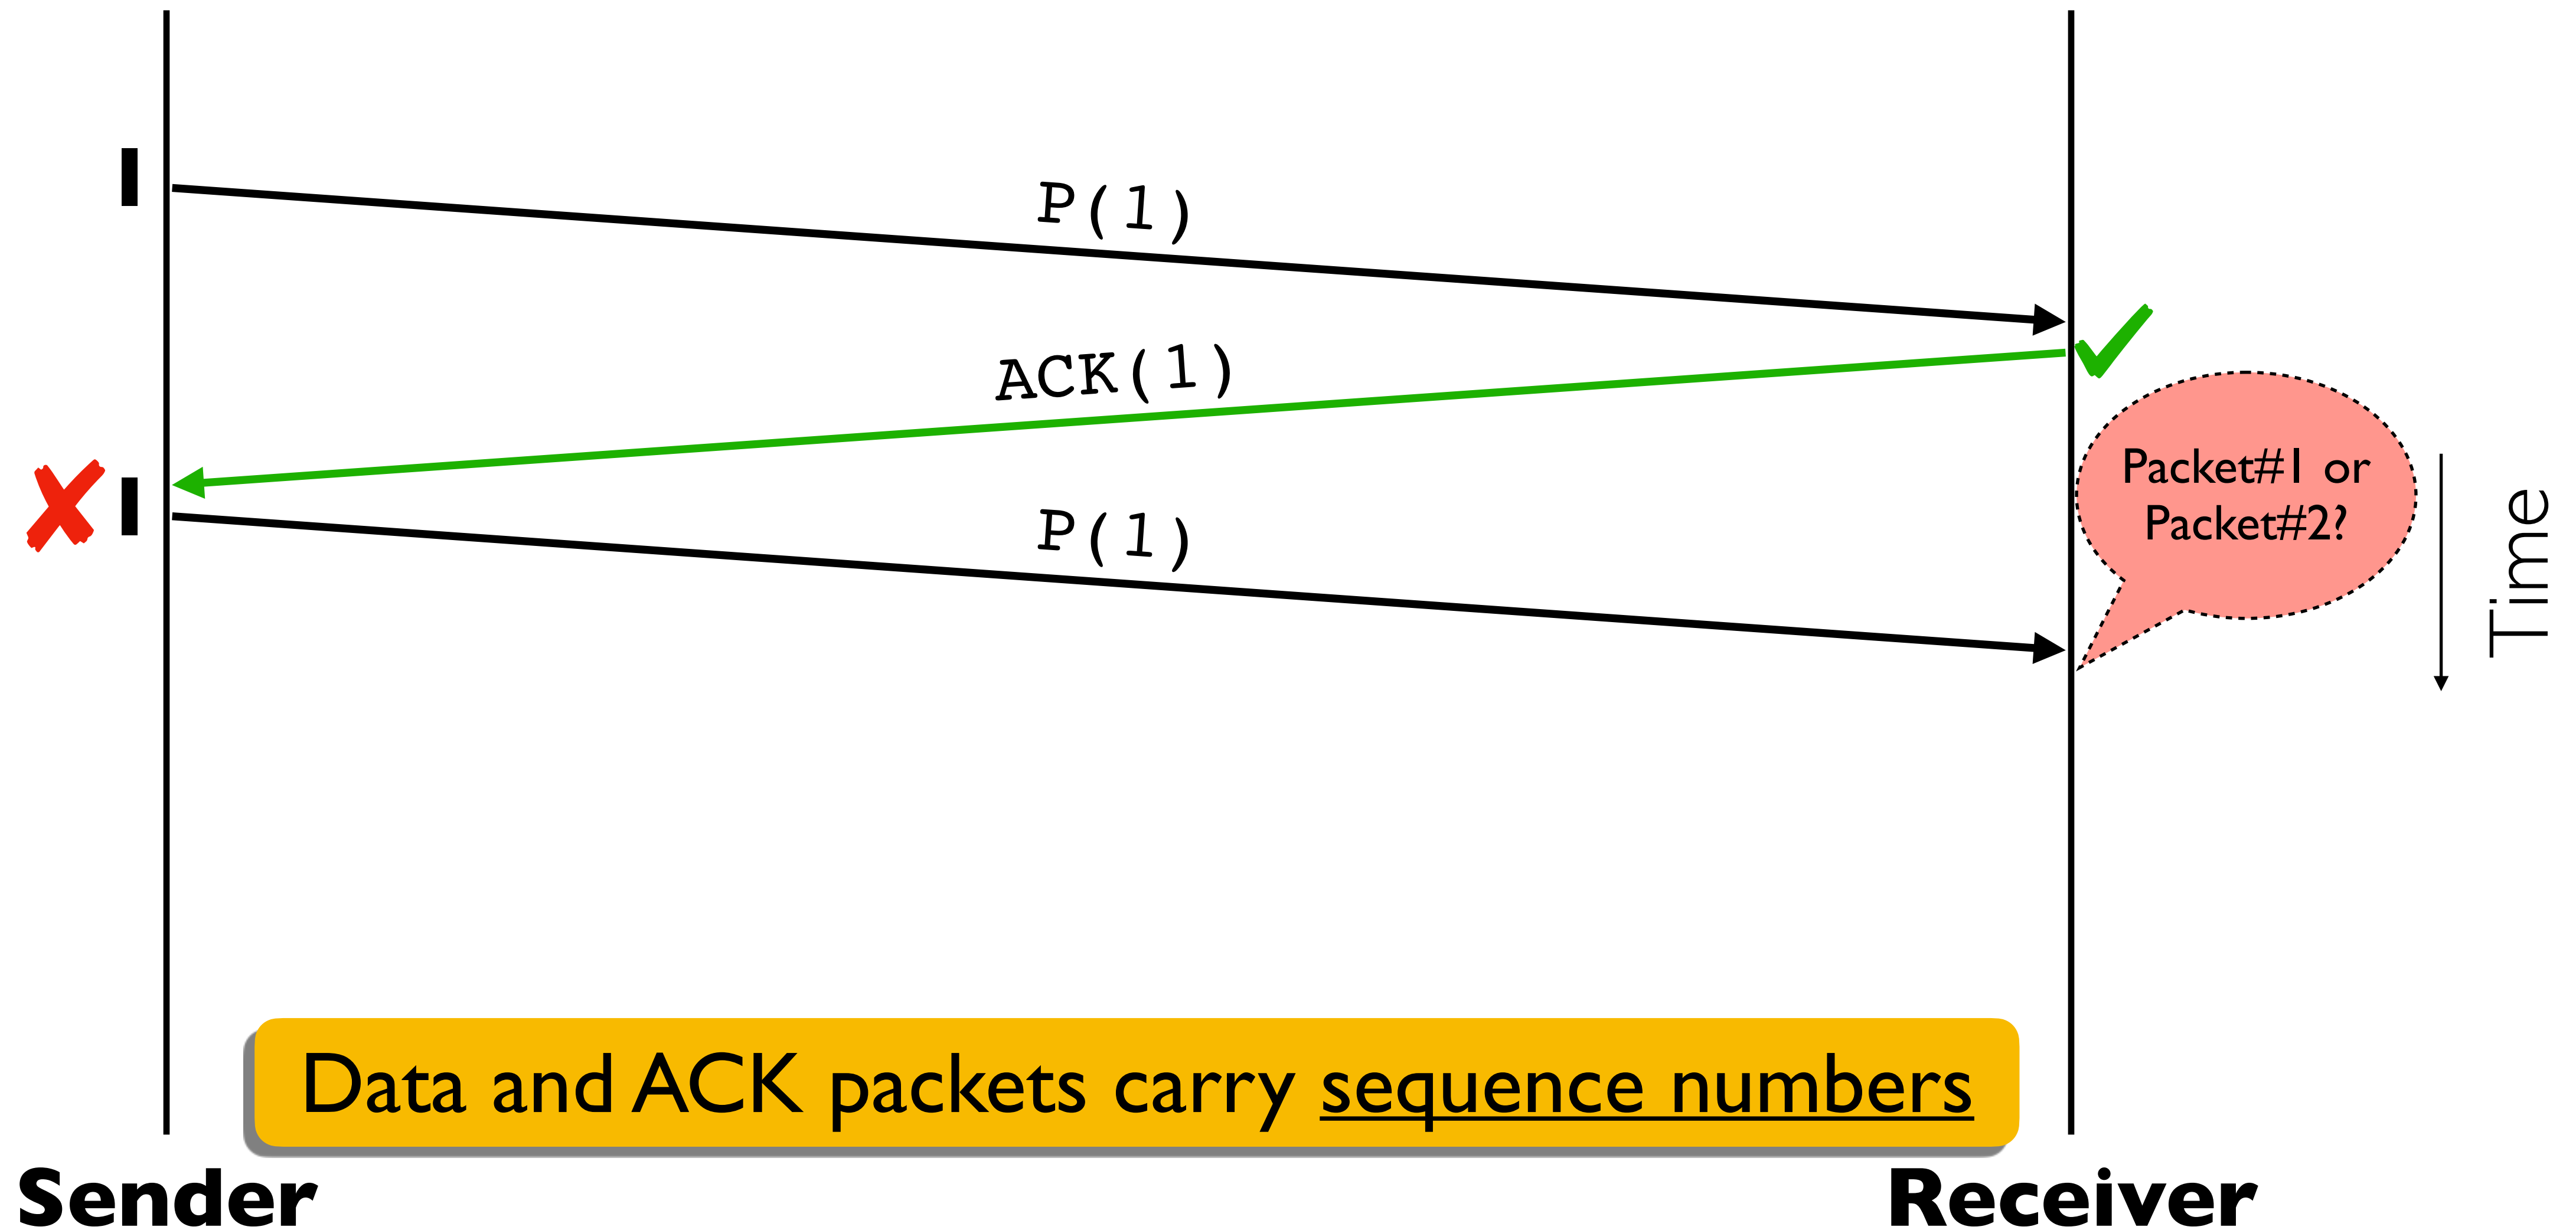 1
P(1)
ACK(1)
1
P(1)
Packet#1 or
Packet#2?
Time
Data and ACK packets carry sequence numbers
Sender
Receiver